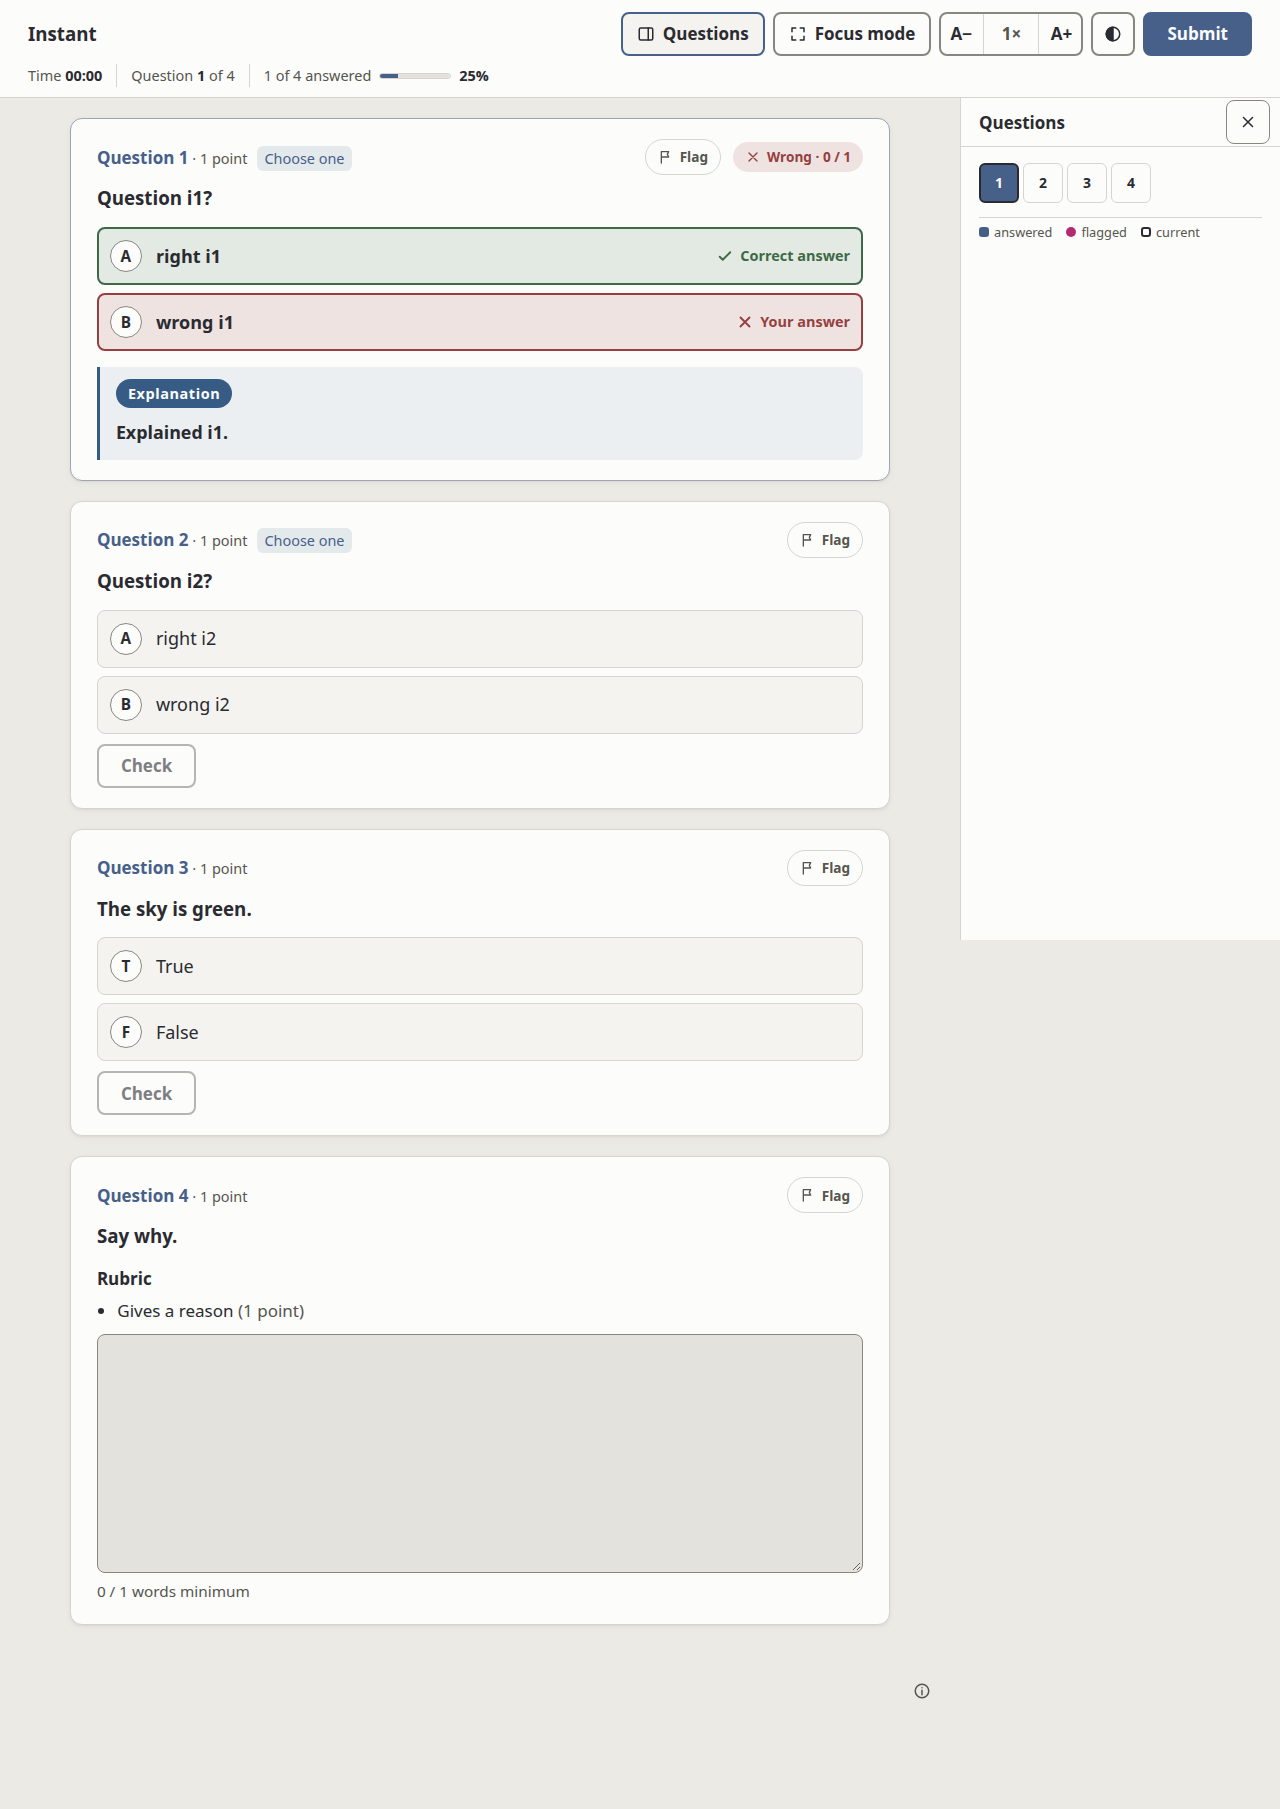 Instant
Questions
Focus mode
A−
1×
A+
Submit
Time 00:00
Question 1 of 4
1 of 4 answered
25%
Question 1 · 1 point Choose one
Flag
Wrong · 0 / 1
Question i1?
A right i1
Correct answer
B wrong i1
Your answer
Explanation
Explained i1.
Question 2 · 1 point Choose one
Flag
Question i2?
A right i2
B wrong i2
Check
Question 3 · 1 point
Flag
The sky is green.
T True
F False
Check
Question 4 · 1 point
Flag
Say why.
Rubric
• Gives a reason (1 point)
0 / 1 words minimum
Questions
1 2 3 4
answered flagged current